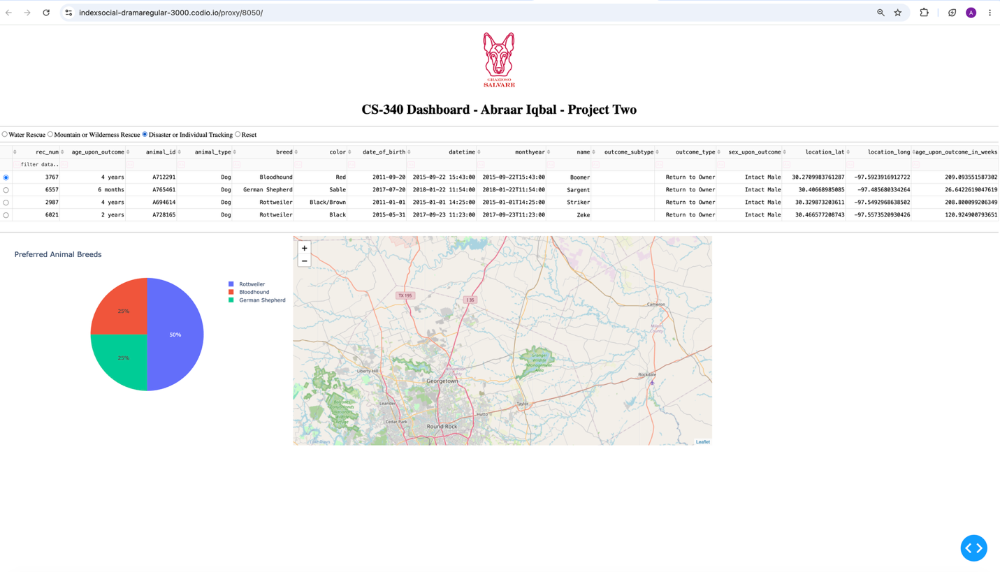 indexsocial-dramaregular-3000.codio.io/proxy/8050/
A
GRAZIOSO
SALVARE
CS-340 Dashboard - Abraar Iqbal - Project Two
Water Rescue Mountain or Wilderness Rescue Disaster or Individual Tracking Reset
rec_num age_upon_outcome animal_id animal_type breed color date_of_birth datetime monthyear name outcome_subtype outcome_type sex_upon_outcome location_lat location_long age_upon_outcome_in_weeks
filter data..
3767 4 years A712291 Dog Bloodhound Red 2011-09-20 2015-09-22 15:43:00 2015-09-22T15:43:00 Boomer Return to Owner Intact Male 30.2709983761287 -97.5923916912722 209.093551587302
6557 6 months A765461 Dog German Shepherd Sable 2017-07-20 2018-01-22 11:54:00 2018-01-22T11:54:00 Sargent Return to Owner Intact Male 30.40668985085 -97.485680334264 26.6422619047619
2987 4 years A694614 Dog Rottweiler Black/Brown 2011-01-01 2015-01-01 14:25:00 2015-01-01T14:25:00 Striker Return to Owner Intact Male 30.329873203611 -97.5492968638502 208.800099206349
6021 2 years A728165 Dog Rottweiler Black 2015-05-31 2017-09-23 11:23:00 2017-09-23T11:23:00 Zeke Return to Owner Intact Male 30.466577208743 -97.5573520930426 120.924900793651
Preferred Animal Breeds
Rottweiler
Bloodhound
German Shepherd
25%
50%
25%
+
−
TX 195
I 35
Cameron
Milam
County
Granger
Wildlife
Management
Area
Liberty Hill
Williamson
County
Georgetown
Rockdale
Leander
Taylor
Balcones
Canyonlands
National
Wildlife
Refuge
Hutto
Cedar Park
Round Rock
Leaflet